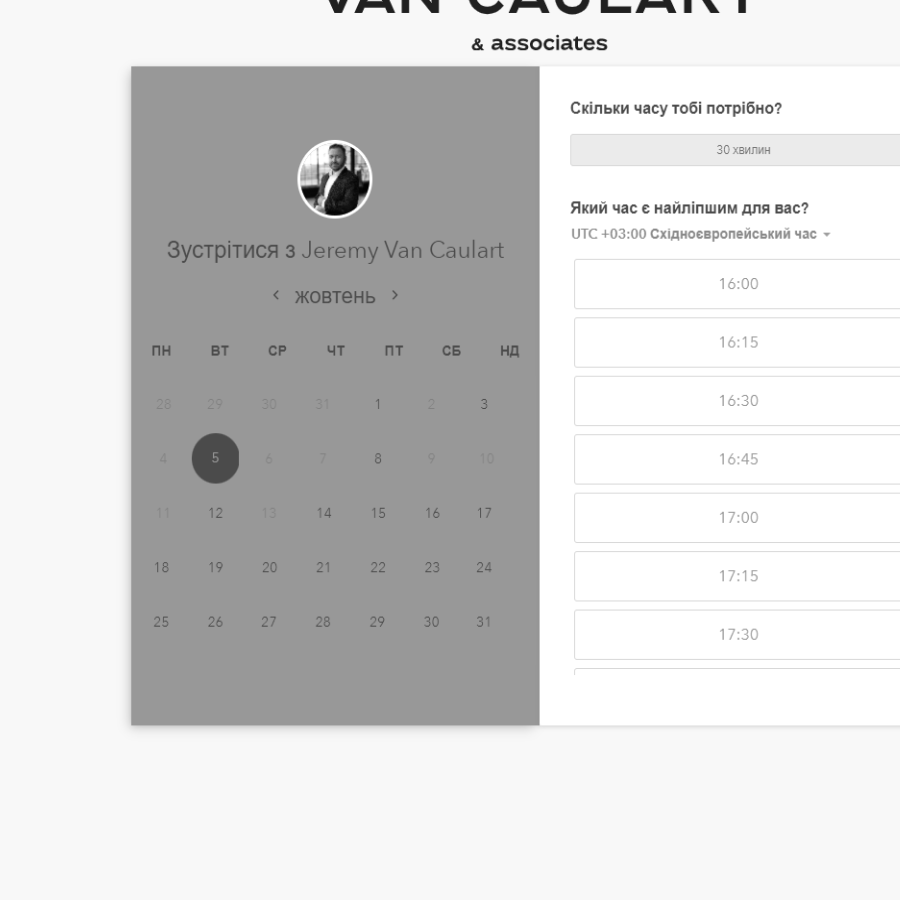 VAN CAULART
& associates
Зустрітися з Jeremy Van Caulart
жовтень
ПН ВТ СР ЧТ ПТ СБ НД
28 29 30 31 1 2 3
4 5 6 7 8 9 10
11 12 13 14 15 16 17
18 19 20 21 22 23 24
25 26 27 28 29 30 31
Скільки часу тобі потрібно?
30 хвилин
Який час є найліпшим для вас?
UTC +03:00 Східноєвропейський час
16:00
16:15
16:30
16:45
17:00
17:15
17:30